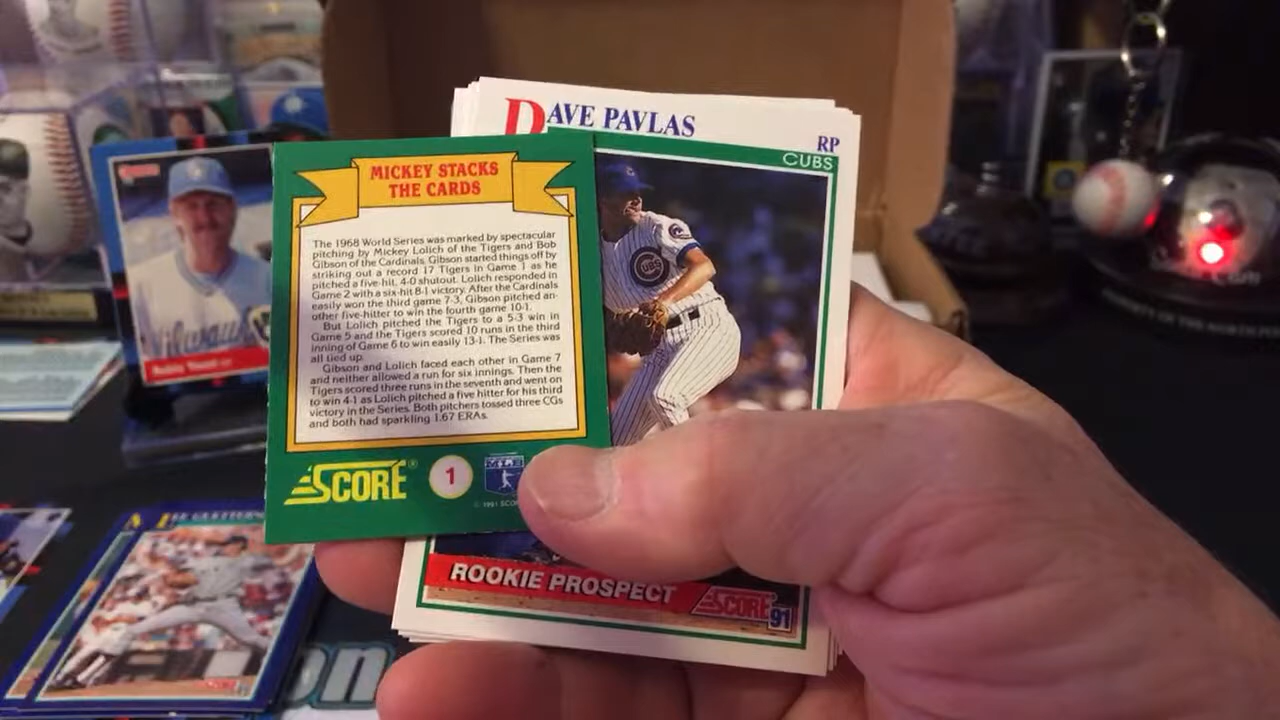 DAVE PAVLAS
RP
CUBS
MICKEY STACKS
THE CARDS
The 1968 World Series was marked by spectacular
pitching by Mickey Lolich of the Tigers and Bob
Gibson of the Cardinals. Gibson started things off by
striking out a record 17 Tigers in Game 1 as he
pitched a five-hit, 4-0 shutout. Lolich responded in
Game 2 with a six-hit 8-1 victory. After the Cardinals
easily won the third game 7-3, Gibson pitched an-
other five-hitter to win the fourth game 10-1.
But Lolich pitched the Tigers to a 5-3 win in
Game 5 and the Tigers scored 10 runs in the third
inning of Game 6 to win easily 13-1. The Series was
all tied up.
Gibson and Lolich faced each other in Game 7
and neither allowed a run for six innings. Then the
Tigers scored three runs in the seventh and went on
to win 4-1 as Lolich pitched a five hitter for his third
victory in the Series. Both pitchers tossed three CGs
and both had sparkling 1.67 ERAs.
SCORE®
1
© 1991 SCOR
CUBS
ROOKIE PROSPECT
SCORE
91
Milwauk
Robin Yount
on